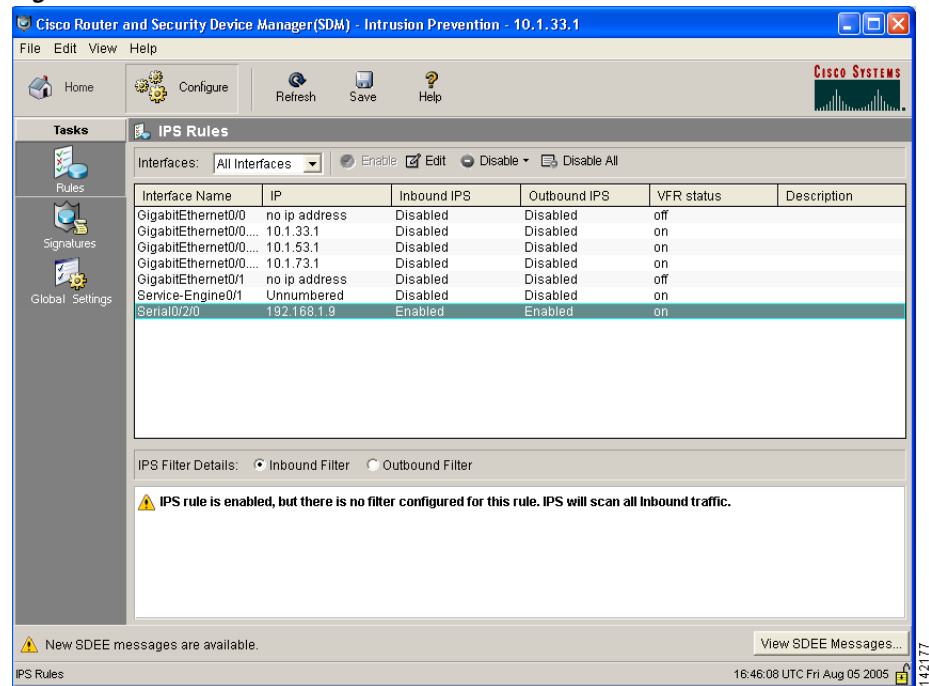 Cisco Router and Security Device Manager(SDM) - Intrusion Prevention - 10.1.33.1
File Edit View Help
Home Configure Refresh Save Help
CISCO SYSTEMS
Tasks IPS Rules
Interfaces: All Interfaces Enable Edit Disable Disable All
Rules
Signatures
Global Settings
Interface Name IP Inbound IPS Outbound IPS VFR status Description
GigabitEthernet0/0 no ip address Disabled Disabled off
GigabitEthernet0/0.... 10.1.33.1 Disabled Disabled on
GigabitEthernet0/0.... 10.1.53.1 Disabled Disabled on
GigabitEthernet0/0.... 10.1.73.1 Disabled Disabled on
GigabitEthernet0/1 no ip address Disabled Disabled off
Service-Engine0/1 Unnumbered Disabled Disabled on
Serial0/2/0 192.168.1.9 Enabled Enabled on
IPS Filter Details: Inbound Filter Outbound Filter
IPS rule is enabled, but there is no filter configured for this rule. IPS will scan all Inbound traffic.
New SDEE messages are available. View SDEE Messages...
IPS Rules 16:46:08 UTC Fri Aug 05 2005
142177